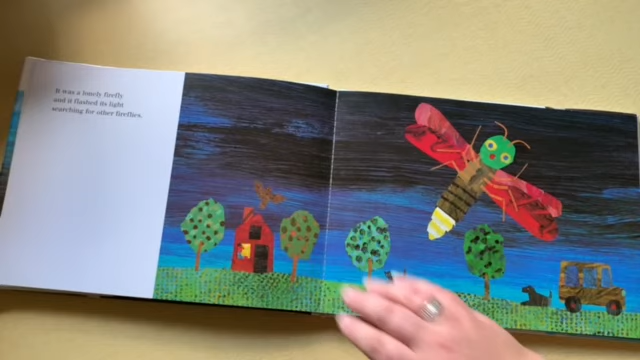 It was a lonely firefly
and it flashed its light
searching for other fireflies.